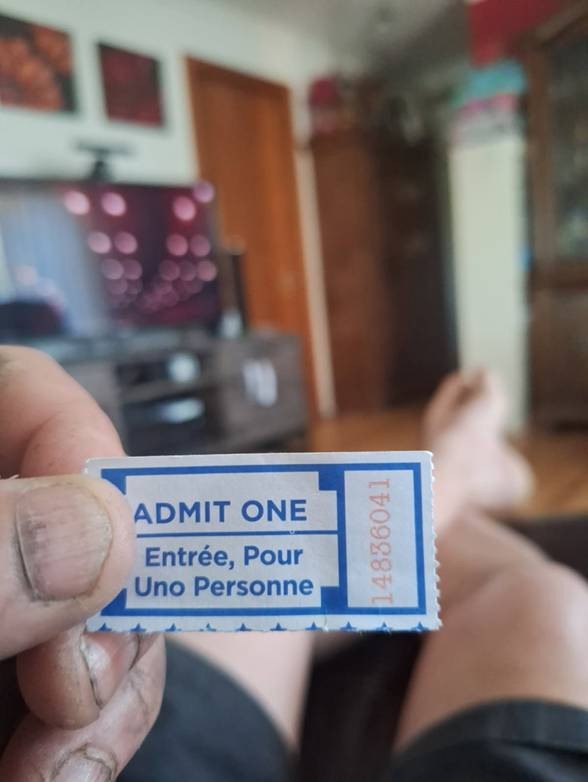 ADMIT ONE
Entrée, Pour
Uno Personne
14836041